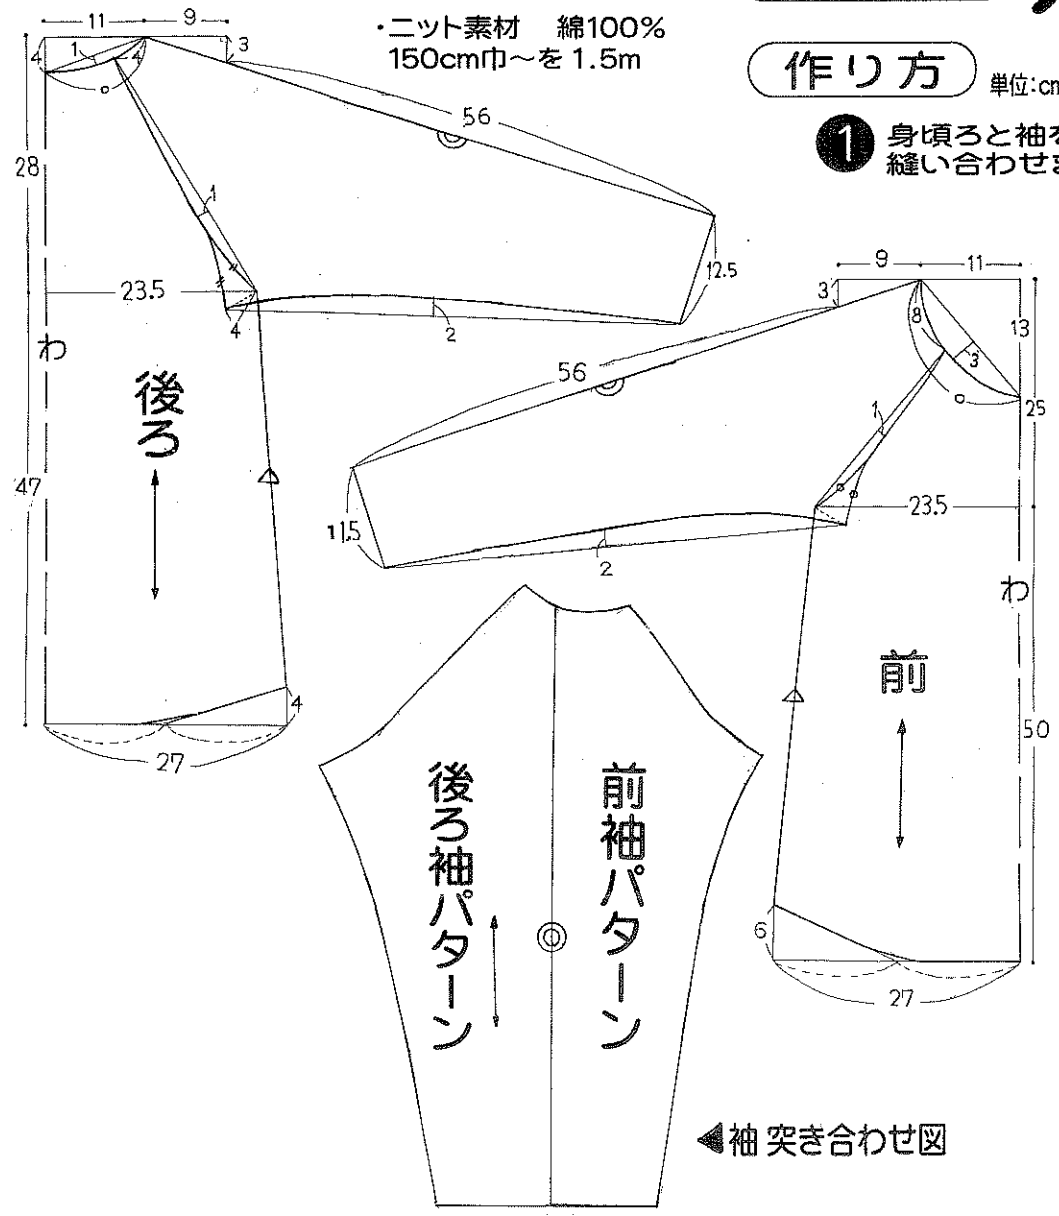 ・ニット素材 綿100%
150cm巾～を 1.5m
作り方 単位:cm
1 身頃ろと袖を
縫い合わせま
11 9
4 1 4 3
56
28
1
12.5
23.5
4 2
わ
後ろ
47
4
27
9 11
3
8 13
3
56
25
1
11.5
23.5
2
わ
前
50
6
27
後ろ袖パターン
前袖パターン
◀袖 突き合わせ図